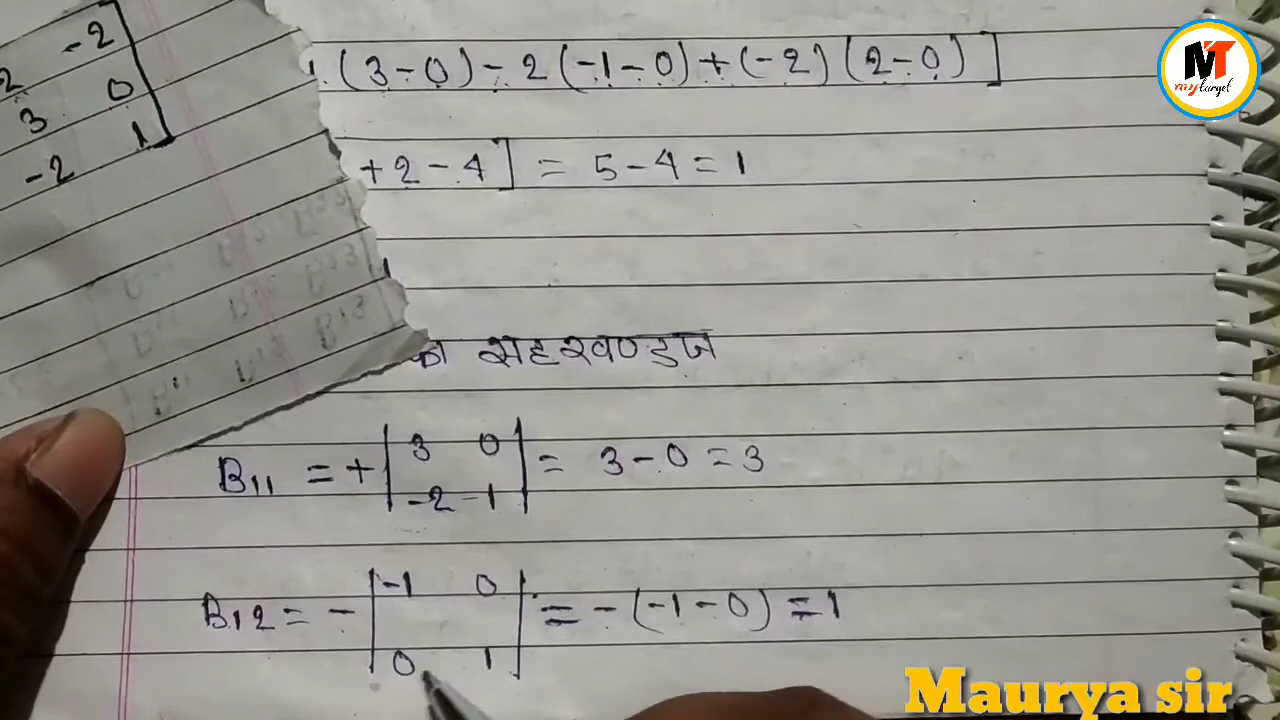 -2
2
3 0
-2 1
(3-0) - 2(-1-0) + (-2) (2-0) ]
+2-4] = 5-4 = 1
का सहखण्डज
B11 = + | 3 0 | = 3-0 = 3
-2 1
B12 = - | -1 0 | = -(-1-0) = 1
0 1
MT
my target
Maurya sir